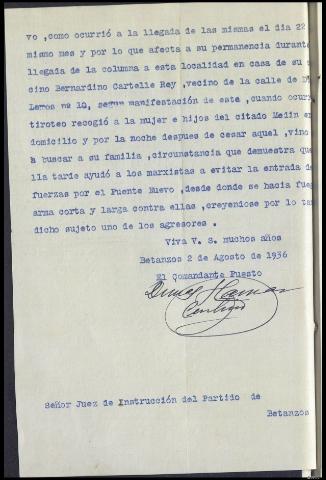 vo ,como ocurrió a la llegada de las mismas el dia 22
mismo mes y por lo que afecta a su permanencia durante
llegada de la columna a esta localidad en casa de su
cino Bernardino Cartelle Rey ,vecino de la calle de
Lemos nº 10, segun manifestación de este ,cuando ocurr
tiroteo recogió a la mujer e hijos del citado Medin en
domicilio y por la noche despues de cesar aquel ,vino
a buscar a su familia ,circunstancia que demuestra que
lla tarde ayudó a los marxistas a evitar la entrada de
fuerzas por el Puente Nuevo ,desde donde se hacia fueg
arma corta y larga contra ellas ,creyendose por lo tan
dicho sujeto uno de los agresores .
Viva V. S. muchos años
Betanzos 2 de Agosto de 1936
El Comandante Puesto
Señor Juez de Instrucción del Partido de
Betanzos